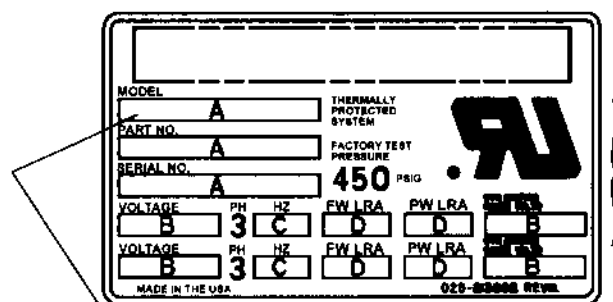 MODEL
A
THERMALLY
PROTECTED
SYSTEM
PART NO.
A
FACTORY TEST
PRESSURE
450 PSIG
SERIAL NO.
A
VOLTAGE PH HZ FW LRA PW LRA
B 3 C D D B
VOLTAGE PH HZ FW LRA PW LRA
B 3 C D D B
MADE IN THE USA